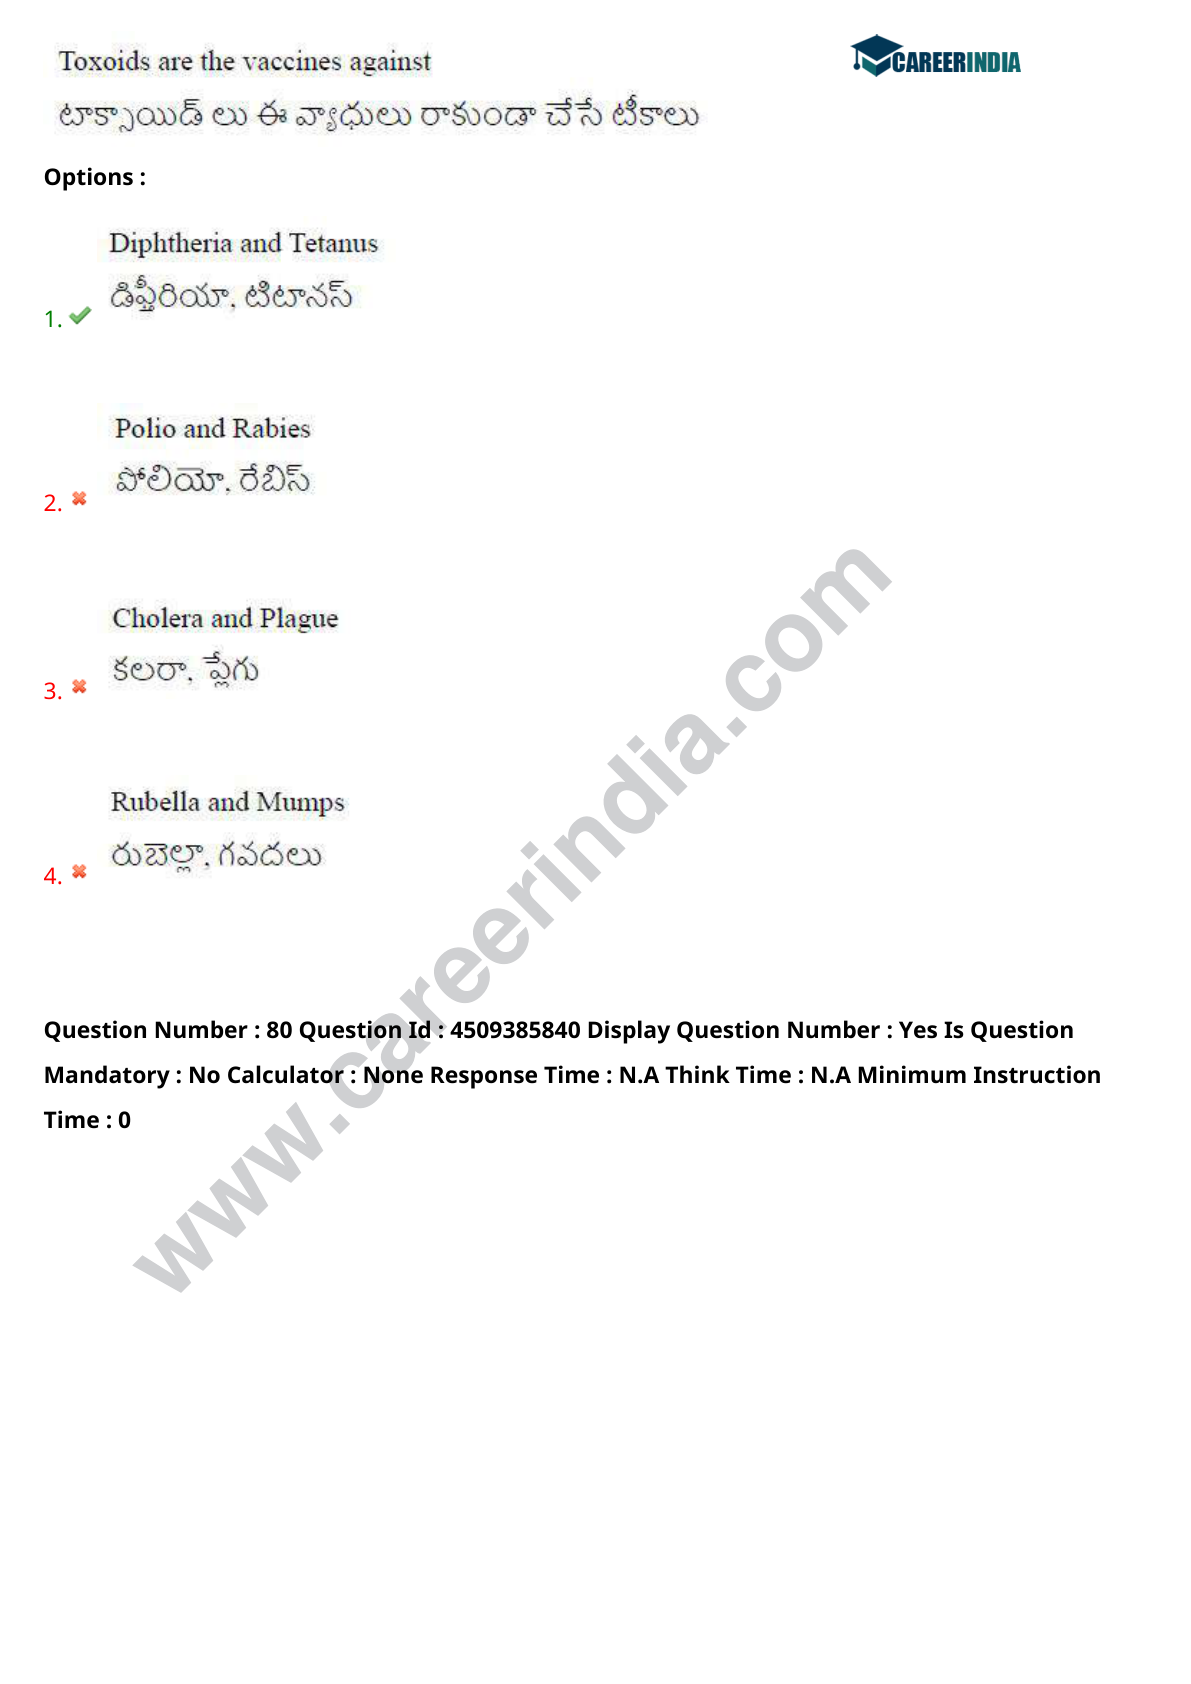 Toxoids are the vaccines against
CAREERINDIA
టాక్సాయిడ్ లు ఈ వ్యాధులు రాకుండా చేసే టీకాలు
Options :
Diphtheria and Tetanus
డిఫ్తీరియా, టిటానస్
1.
Polio and Rabies
పోలియో, రేబిస్
2.
Cholera and Plague
కలరా, ప్లేగు
3.
Rubella and Mumps
రుబెల్లా, గవదలు
4.
www.careerindia.com
Question Number : 80 Question Id : 4509385840 Display Question Number : Yes Is Question
Mandatory : No Calculator : None Response Time : N.A Think Time : N.A Minimum Instruction
Time : 0